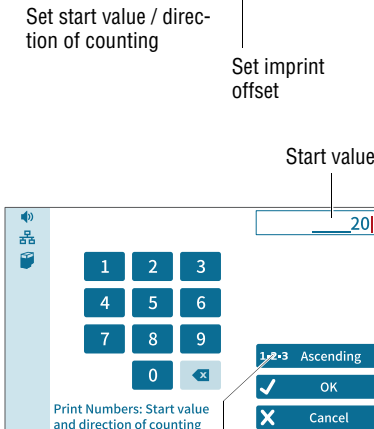 Set start value / direc-
tion of counting
Set imprint
offset
Start value
20
1 2 3
4 5 6
7 8 9
0
1-2-3 Ascending
OK
Cancel
Print Numbers: Start value
and direction of counting